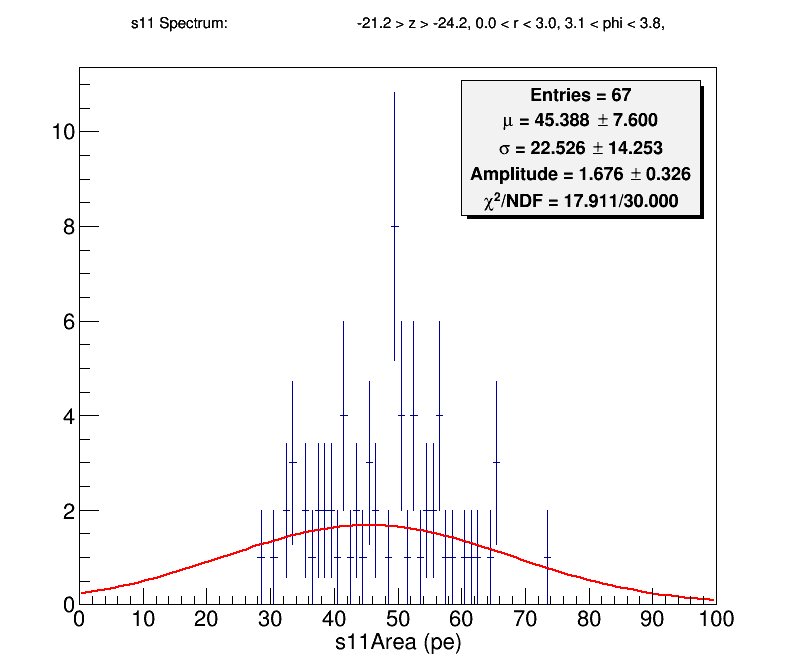 s11 Spectrum: -21.2 > z > -24.2, 0.0 < r < 3.0, 3.1 < phi < 3.8,
Entries = 67
μ = 45.388 ± 7.600
σ = 22.526 ± 14.253
Amplitude = 1.676 ± 0.326
χ²/NDF = 17.911/30.000
10
8
6
4
2
0
0 10 20 30 40 50 60 70 80 90 100
s11Area (pe)